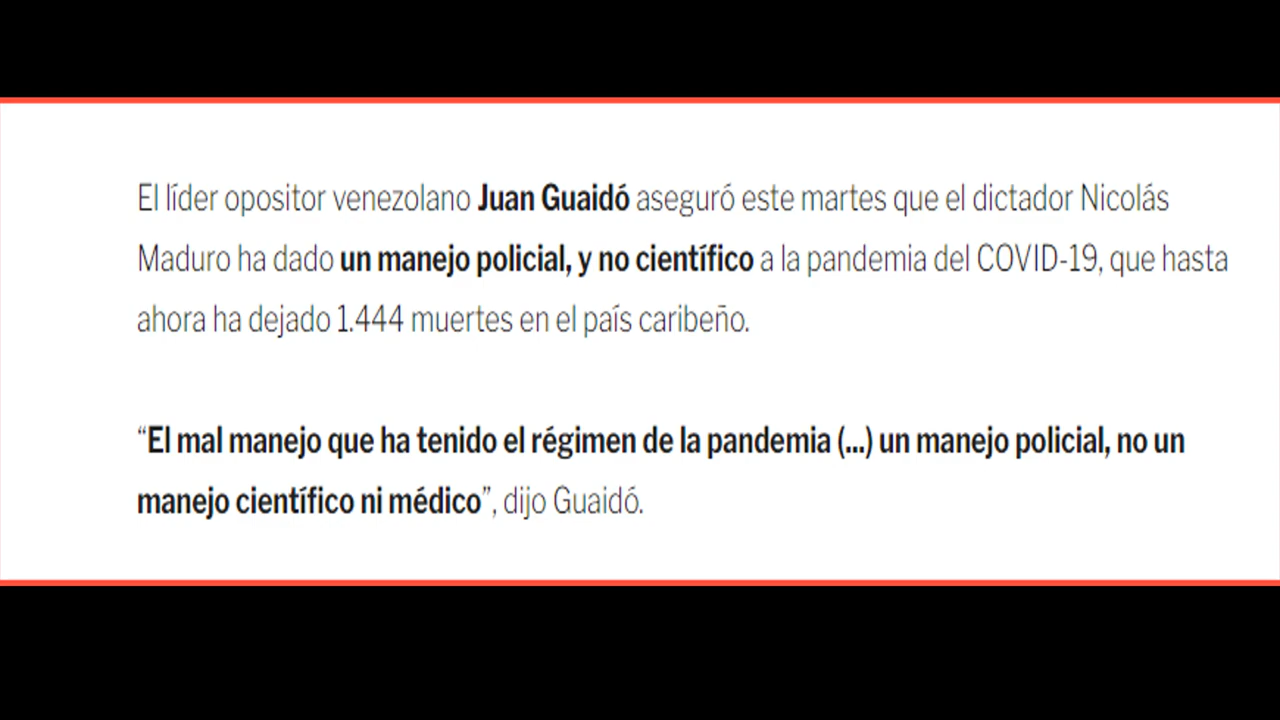 El líder opositor venezolano Juan Guaidó aseguró este martes que el dictador Nicolás
Maduro ha dado un manejo policial, y no científico a la pandemia del COVID-19, que hasta
ahora ha dejado 1.444 muertes en el país caribeño.
“El mal manejo que ha tenido el régimen de la pandemia (...) un manejo policial, no un
manejo científico ni médico”, dijo Guaidó.